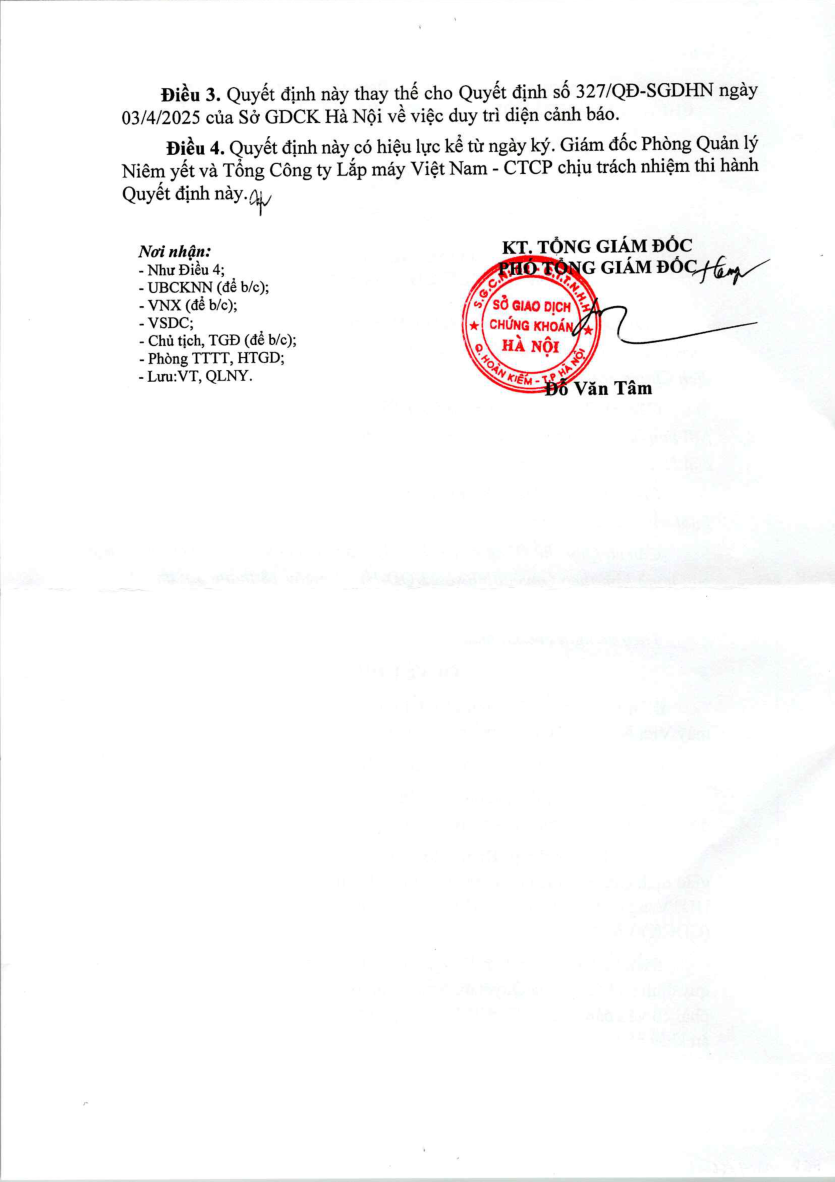 Điều 3. Quyết định này thay thế cho Quyết định số 327/QĐ-SGDHN ngày
03/4/2025 của Sở GDCK Hà Nội về việc duy trì diện cảnh báo.
Điều 4. Quyết định này có hiệu lực kể từ ngày ký. Giám đốc Phòng Quản lý
Niêm yết và Tổng Công ty Lắp máy Việt Nam - CTCP chịu trách nhiệm thi hành
Quyết định này.
Nơi nhận:
- Như Điều 4;
- UBCKNN (để b/c);
- VNX (để b/c);
- VSDC;
- Chủ tịch, TGĐ (để b/c);
- Phòng TTTT, HTGD;
- Lưu:VT, QLNY.
KT. TỔNG GIÁM ĐỐC
PHÓ TỔNG GIÁM ĐỐC
SỞ GIAO DỊCH
CHỨNG KHOÁN
HÀ NỘI
Q. HOÀN KIẾM - T.P HÀ NỘI
Đỗ Văn Tâm